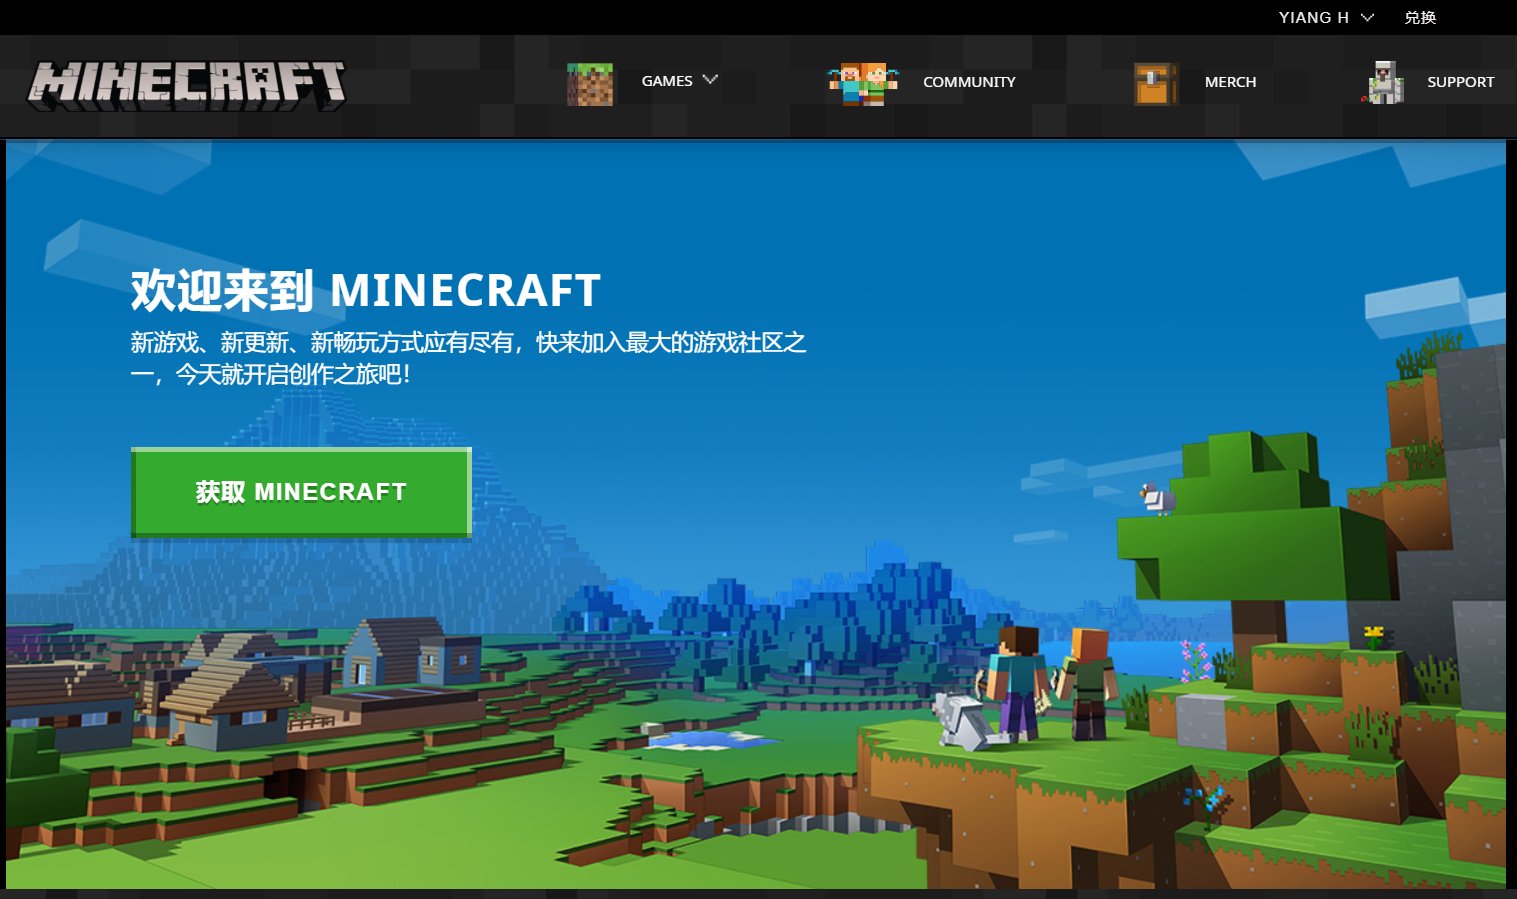 YIANG H 兑换
MINECRAFT GAMES COMMUNITY MERCH SUPPORT
欢迎来到 MINECRAFT
新游戏、新更新、新畅玩方式应有尽有，快来加入最大的游戏社区之
一，今天就开启创作之旅吧！
获取 MINECRAFT